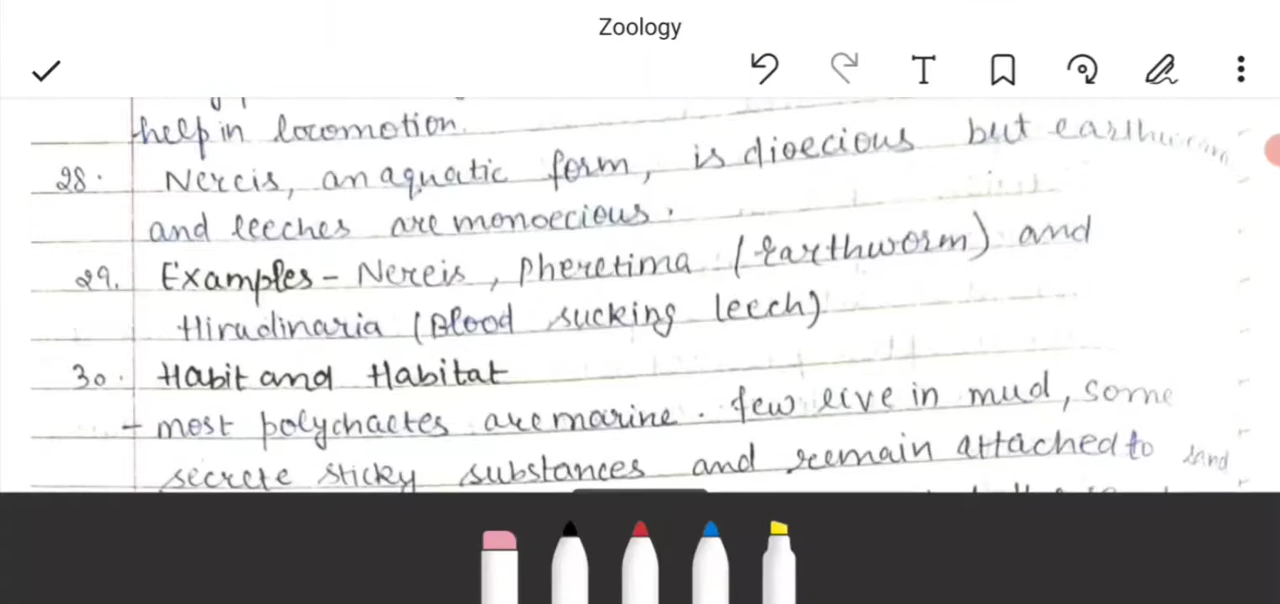 Zoology
T
help in locomotion.
28. Nereis, an aquatic form, is dioecious but earthworm
and leeches are monoecious.
29. Examples - Nereis, Pheretima (Earthworm) and
Hirudinaria (Blood sucking leech)
30. Habit and Habitat
- most polychaetes are marine. few live in mud, some
secrete sticky substances and remain attached to sand